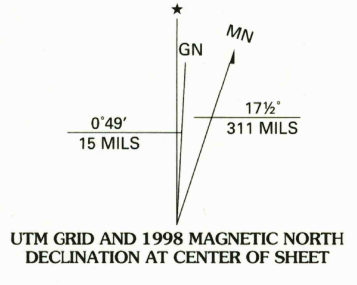 ★
GN
MN
0°49′
15 MILS
17½°
311 MILS
UTM GRID AND 1998 MAGNETIC NORTH
DECLINATION AT CENTER OF SHEET